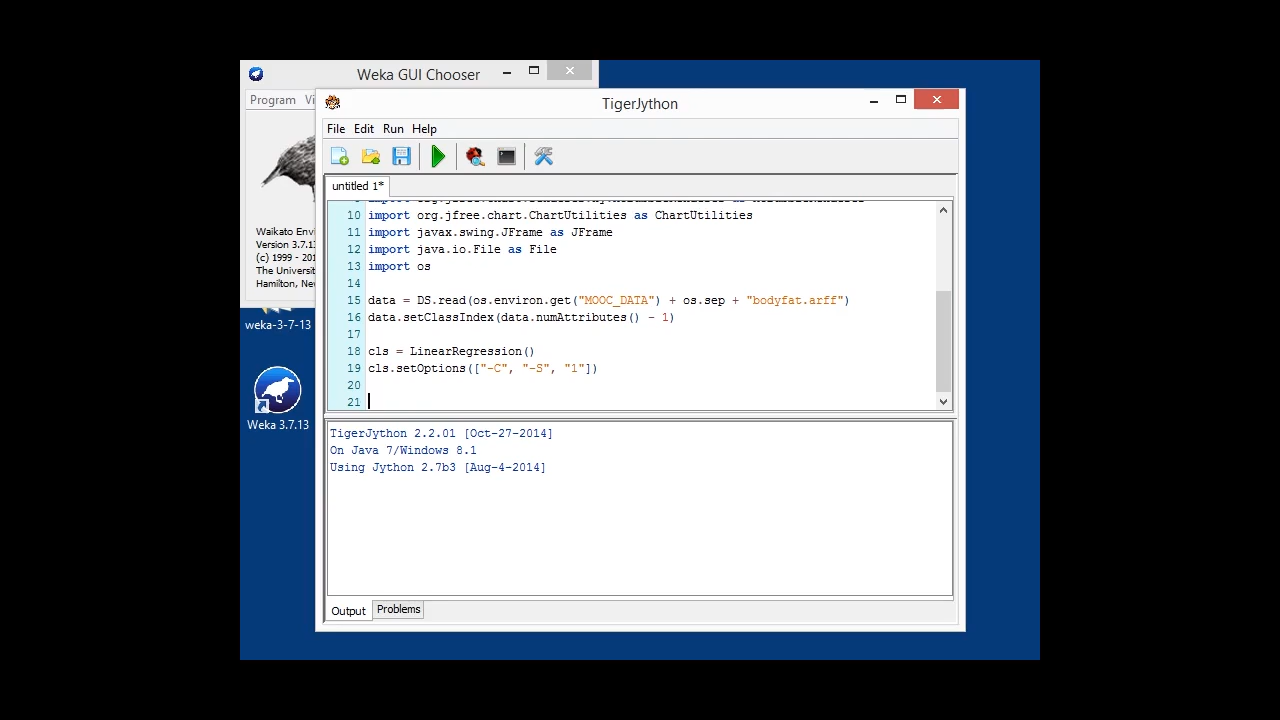 Weka GUI Chooser
Program Vi
TigerJython
File Edit Run Help
untitled 1*
10 import org.jfree.chart.ChartUtilities as ChartUtilities
11 import javax.swing.JFrame as JFrame
12 import java.io.File as File
13 import os
14
15 data = DS.read(os.environ.get("MOOC_DATA") + os.sep + "bodyfat.arff")
16 data.setClassIndex(data.numAttributes() - 1)
17
18 cls = LinearRegression()
19 cls.setOptions(["-C", "-S", "1"])
20
21
Waikato Envi
Version 3.7.13
(c) 1999 - 201
The Universit
Hamilton, New
weka-3-7-13
Weka 3.7.13
TigerJython 2.2.01 [Oct-27-2014]
On Java 7/Windows 8.1
Using Jython 2.7b3 [Aug-4-2014]
Output Problems